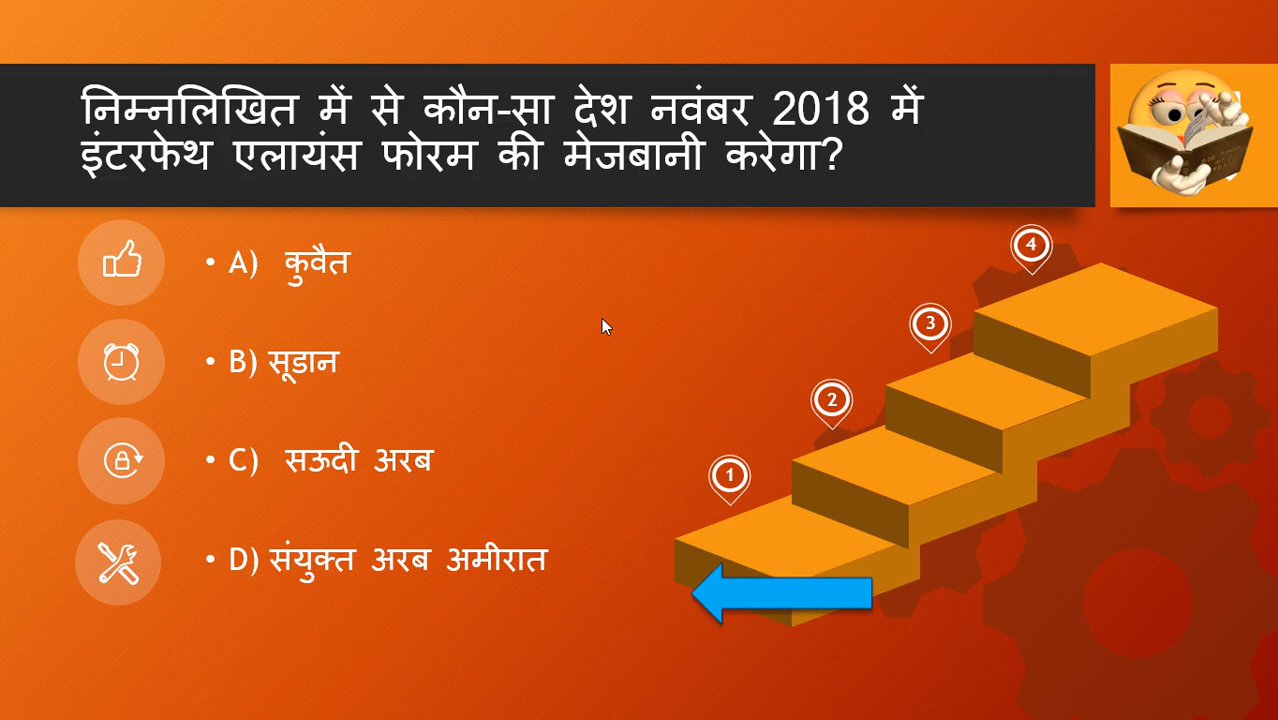 निम्नलिखित में से कौन-सा देश नवंबर 2018 में
इंटरफेथ एलायंस फोरम की मेजबानी करेगा?
• A) कुवैत
• B) सूडान
• C) सऊदी अरब
• D) संयुक्त अरब अमीरात
4
3
2
1